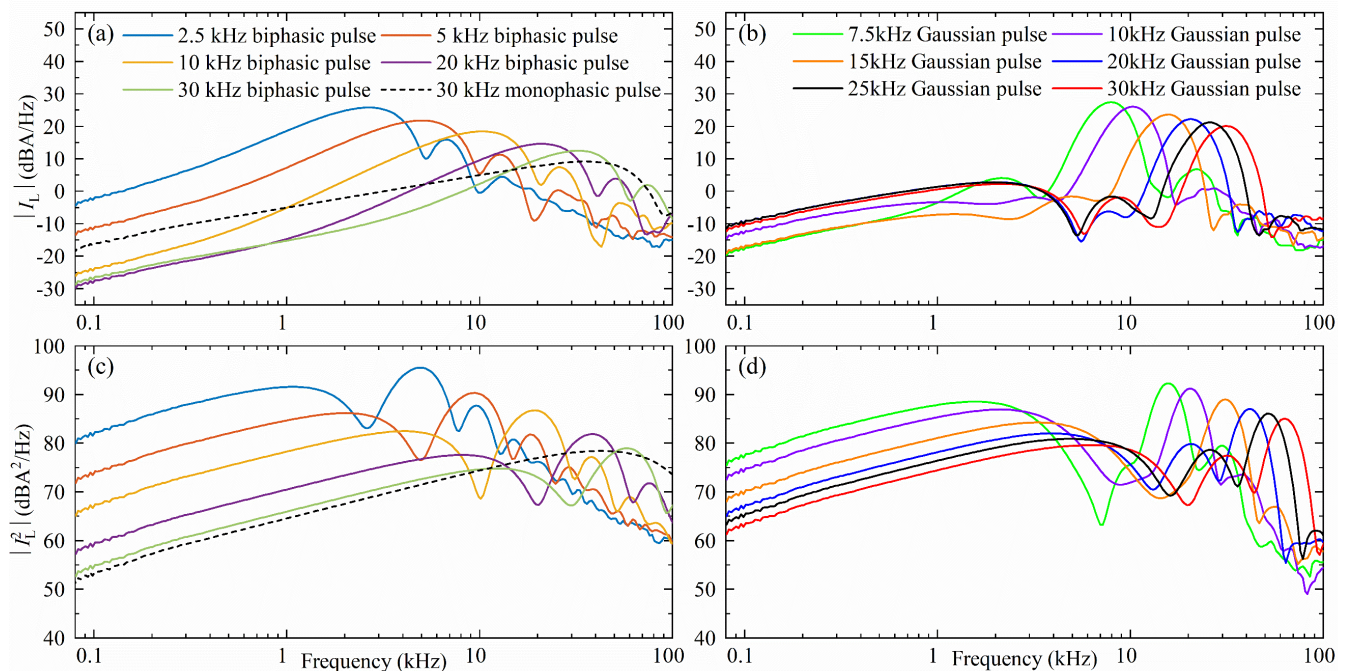 (a)
2.5 kHz biphasic pulse
5 kHz biphasic pulse
10 kHz biphasic pulse
20 kHz biphasic pulse
30 kHz biphasic pulse
30 kHz monophasic pulse
| I_L | (dBA/Hz)
30
20
10
0
-10
-20
-30
0.1
1
10
100
(b)
7.5kHz Gaussian pulse
10kHz Gaussian pulse
15kHz Gaussian pulse
20kHz Gaussian pulse
25kHz Gaussian pulse
30kHz Gaussian pulse
50
40
30
20
10
0
-10
-20
-30
0.1
1
10
100
(c)
| I_L^2 | (dBA²/Hz)
100
90
80
70
60
50
40
0.1
1
10
100
Frequency (kHz)
(d)
100
90
80
70
60
50
40
0.1
1
10
100
Frequency (kHz)